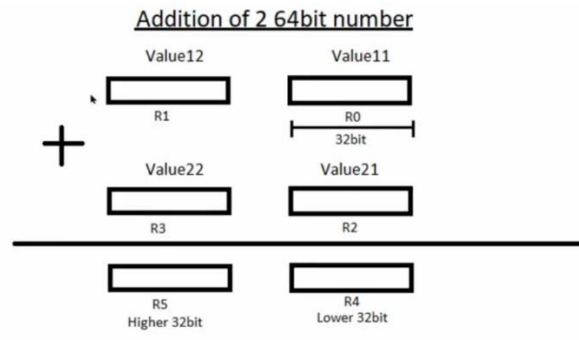 Addition of 2 64bit number
Value12 Value11
R1 R0
32bit
Value22 Value21
R3 R2
R5 R4
Higher 32bit Lower 32bit